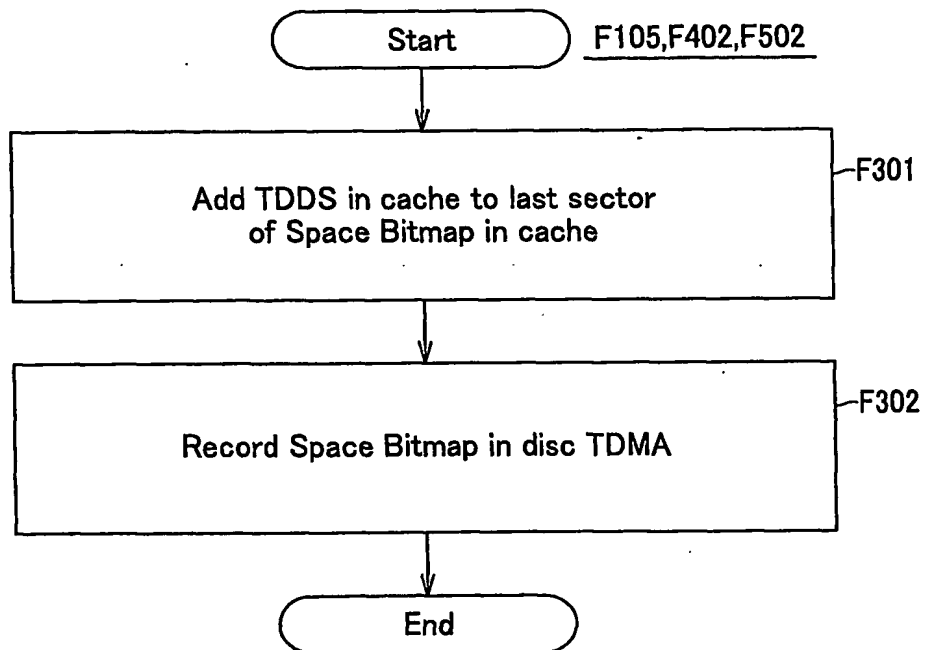 Start
F105,F402,F502
F301
Add TDDS in cache to last sector
of Space Bitmap in cache
F302
Record Space Bitmap in disc TDMA
End